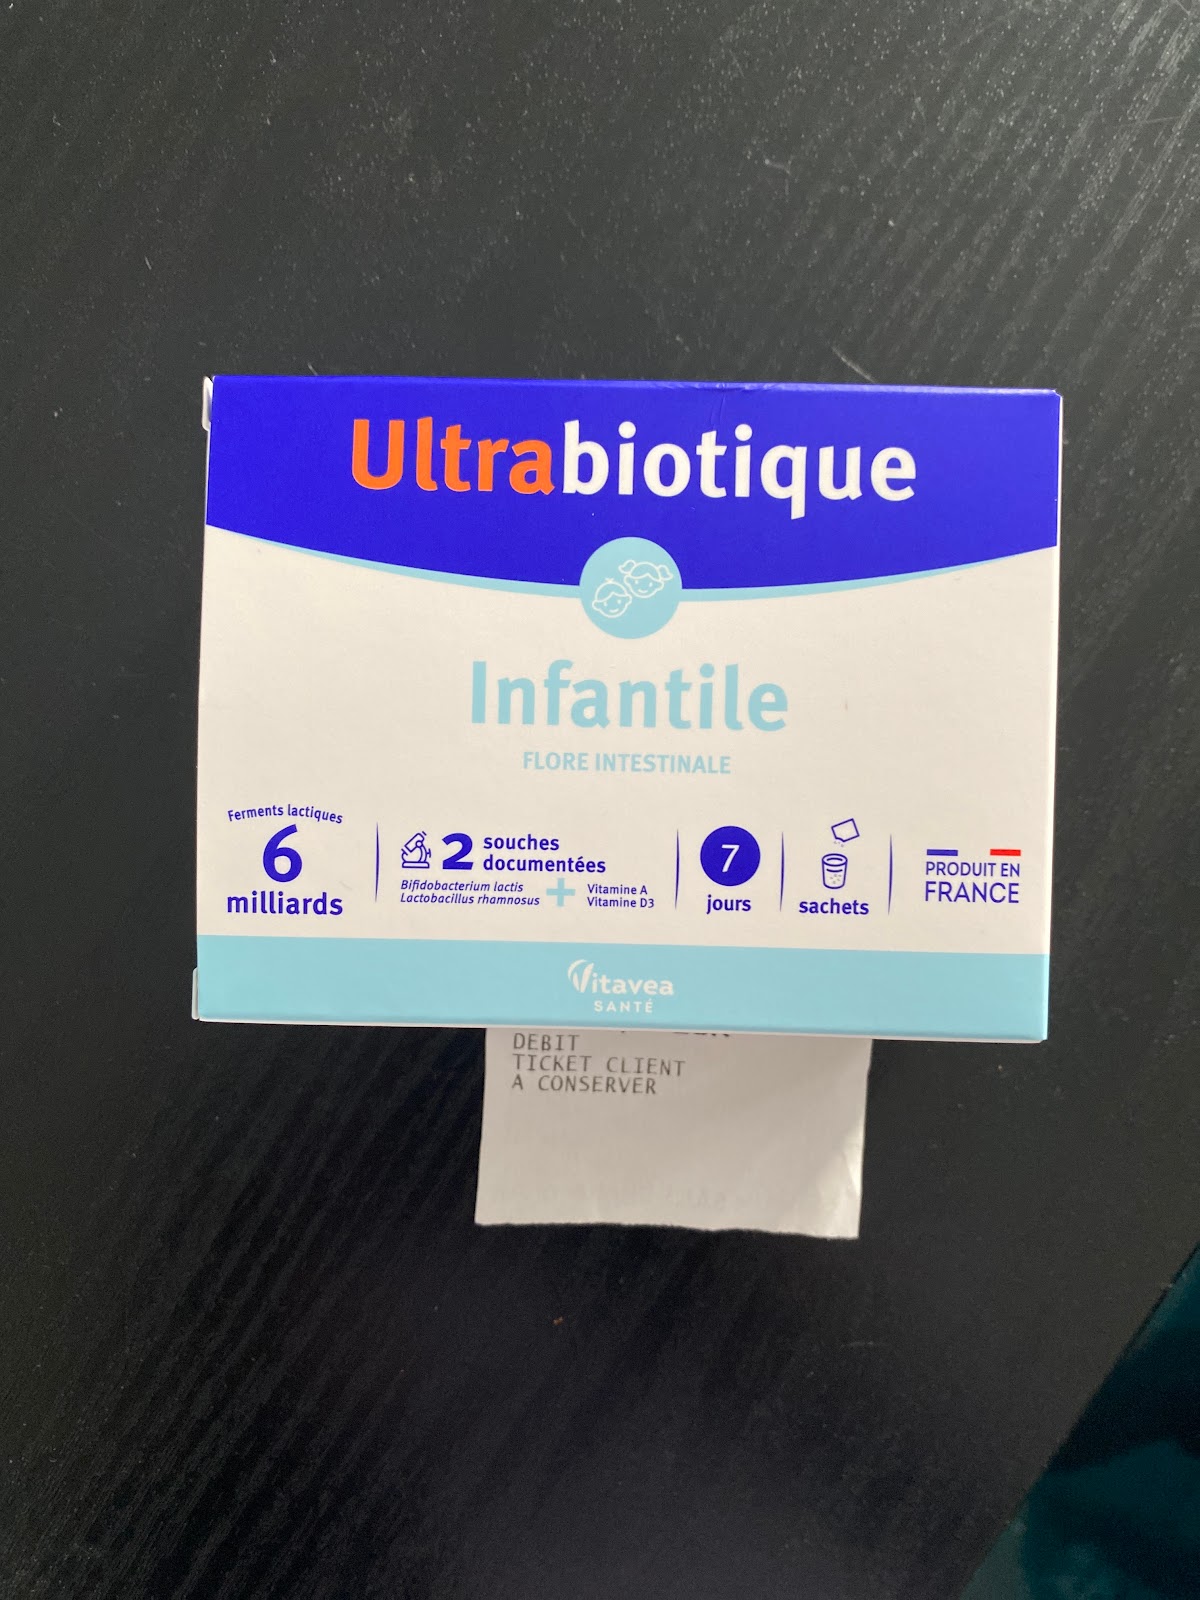 Ultrabiotique
Infantile
FLORE INTESTINALE
Ferments lactiques
6
milliards
2 souches
documentées
Bifidobacterium lactis
Lactobacillus rhamnosus
+
Vitamine A
Vitamine D3
7
jours
sachets
PRODUIT EN
FRANCE
Vitavea
SANTÉ
DEBIT
TICKET CLIENT
A CONSERVER